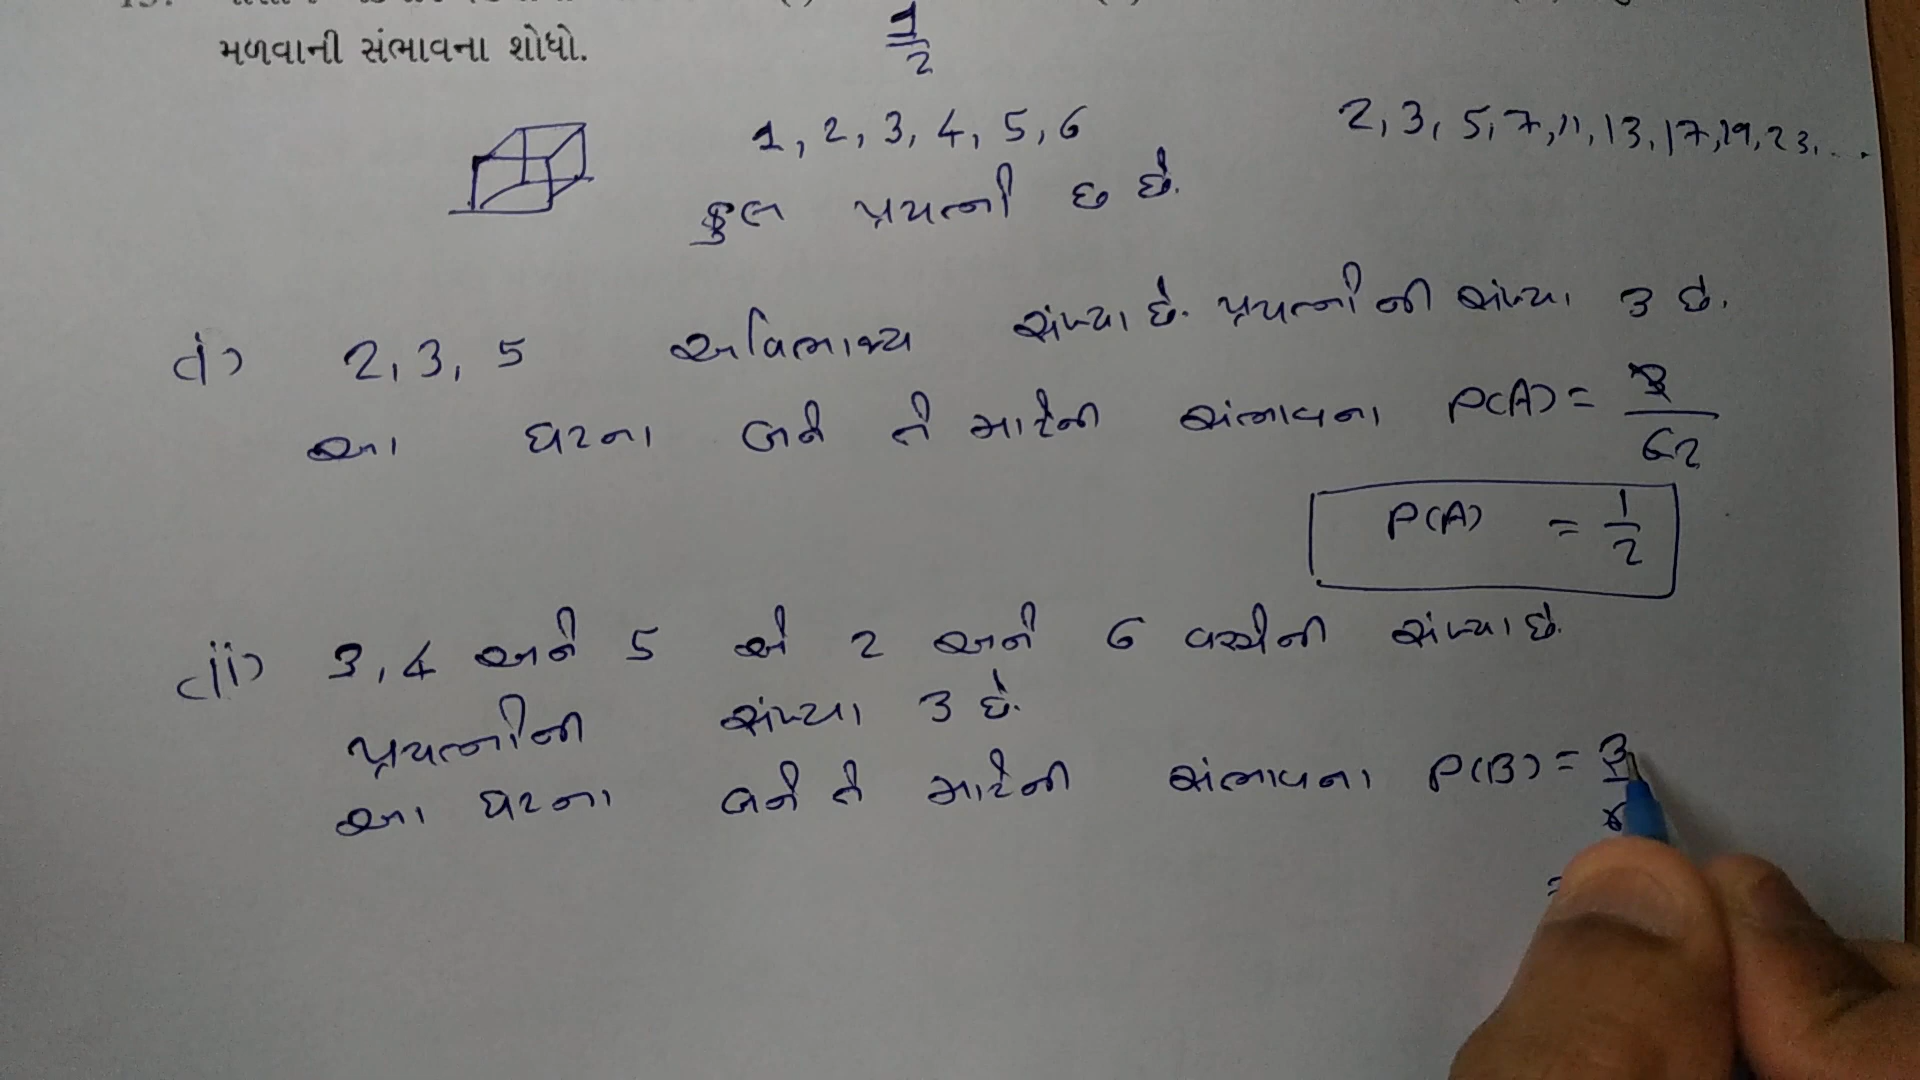 મળવાની સંભાવના શોધો.
1/2
1, 2, 3, 4, 5, 6
2, 3, 5, 7, 11, 13, 17, 19, 23, ...
કુલ પ્રયત્નો છ છે.
(i) 2, 3, 5 અવિભાજ્ય સંખ્યા છે. પ્રયત્નોની સંખ્યા 3 છે.
આ ઘટના બને તે માટેની સંભાવના P(A) = 3/6 2
P(A) = 1/2
(ii) 3, 4 અને 5 એ 2 અને 6 વચ્ચેની સંખ્યા છે.
પ્રયત્નોની સંખ્યા 3 છે.
આ ઘટના બને તે માટેની સંભાવના P(B) = 3/6
=